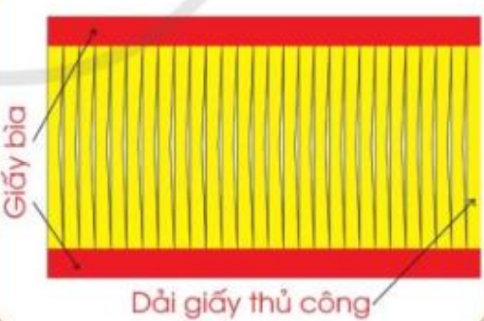 Giấy bìa
Dải giấy thủ công